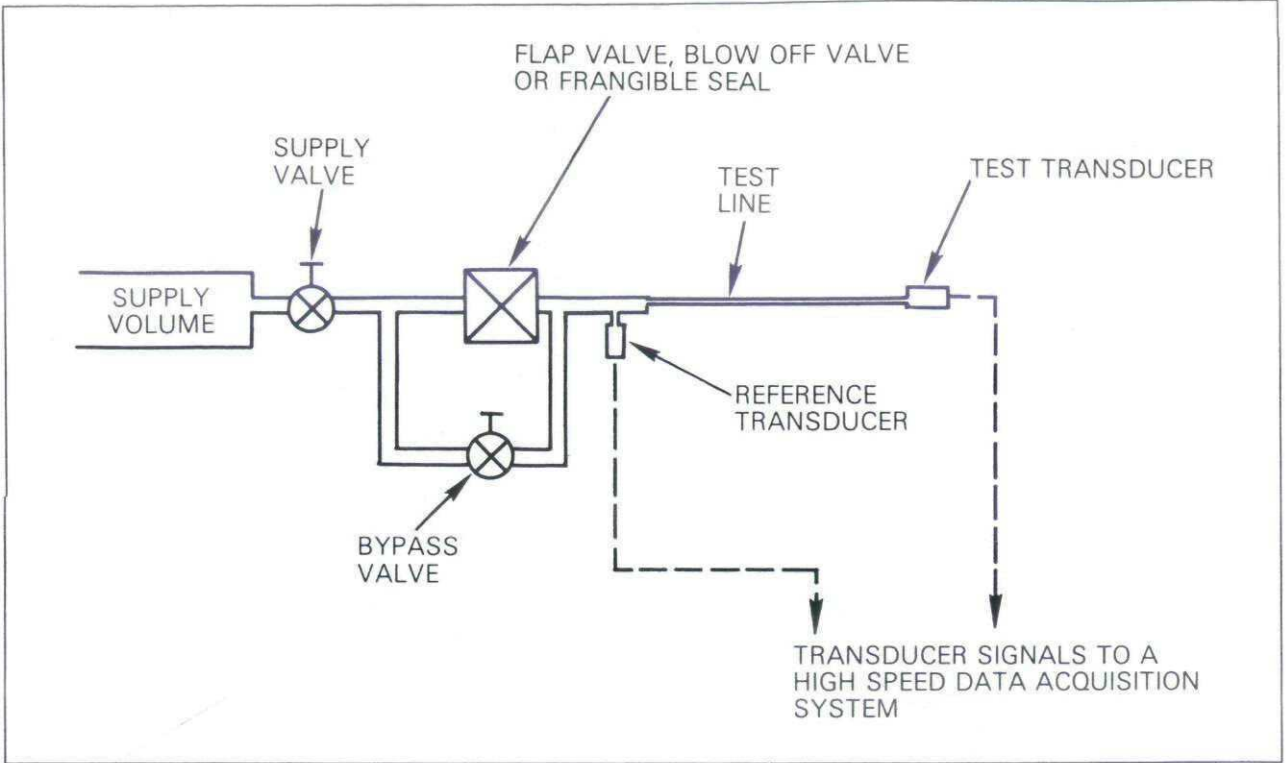 FLAP VALVE, BLOW OFF VALVE
OR FRANGIBLE SEAL
SUPPLY
VALVE
TEST
LINE
TEST TRANSDUCER
SUPPLY
VOLUME
REFERENCE
TRANSDUCER
BYPASS
VALVE
TRANSDUCER SIGNALS TO A
HIGH SPEED DATA ACQUISITION
SYSTEM